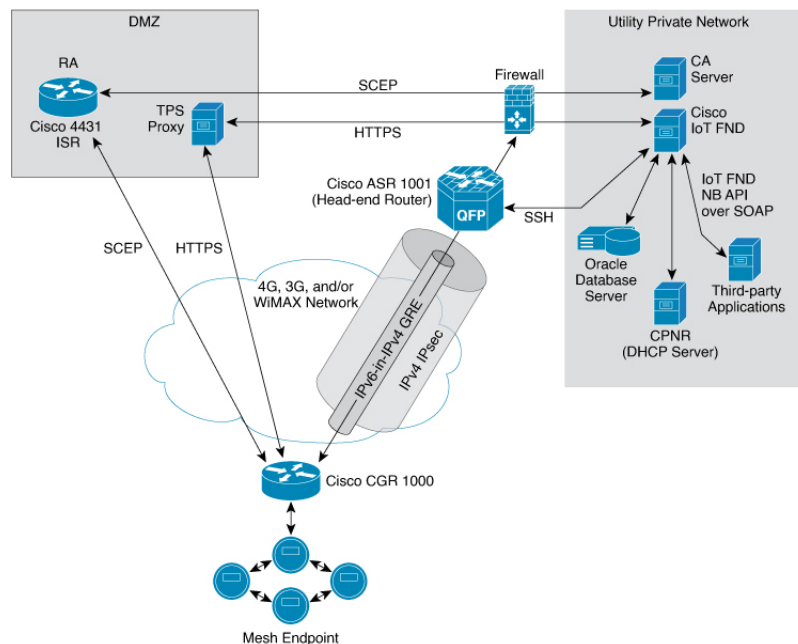 DMZ
Utility Private Network
RA
Cisco 4431
ISR
TPS
Proxy
SCEP
HTTPS
Firewall
CA
Server
Cisco
IoT FND
Cisco ASR 1001
(Head-end Router)
QFP
SSH
IoT FND
NB API
over SOAP
Oracle
Database
Server
Third-party
Applications
CPNR
(DHCP Server)
SCEP
HTTPS
4G, 3G, and/or
WiMAX Network
IPv6-in-IPv4 GRE
IPv4 IPsec
Cisco CGR 1000
Mesh Endpoint